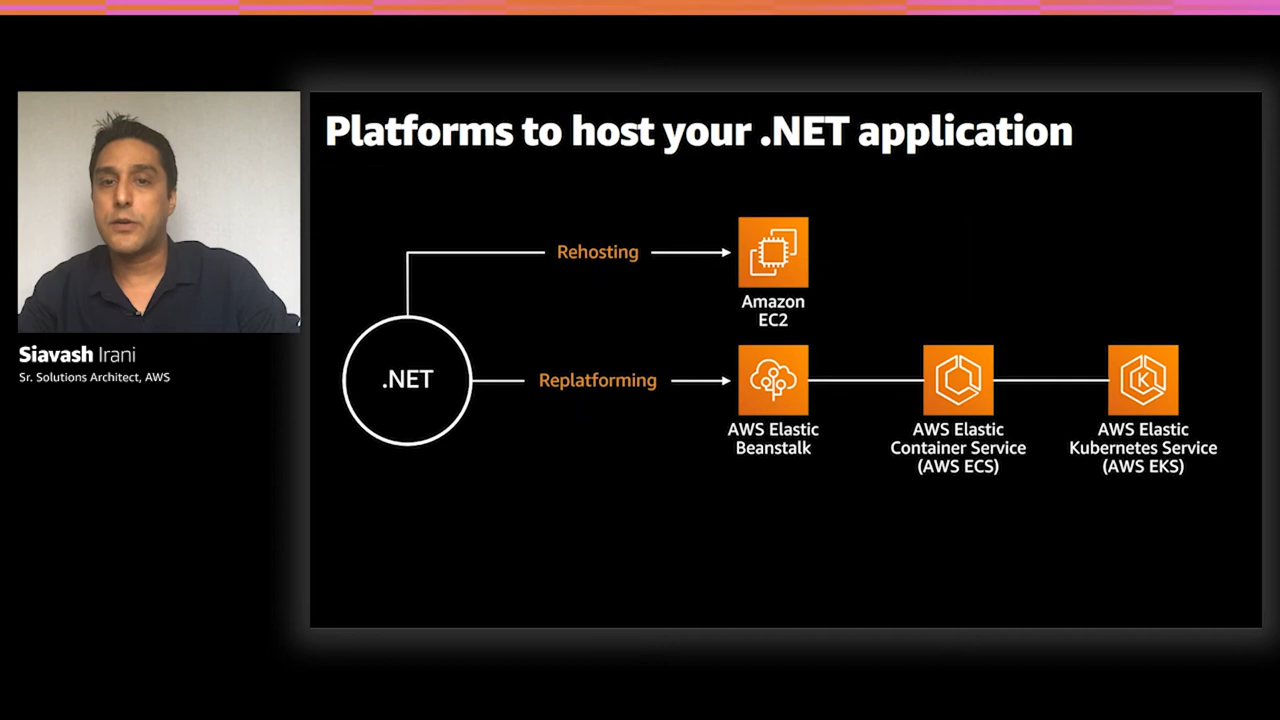 Platforms to host your .NET application
Siavash Irani
Sr. Solutions Architect, AWS
.NET
Rehosting
Amazon
EC2
Replatforming
AWS Elastic
Beanstalk
AWS Elastic
Container Service
(AWS ECS)
AWS Elastic
Kubernetes Service
(AWS EKS)
K